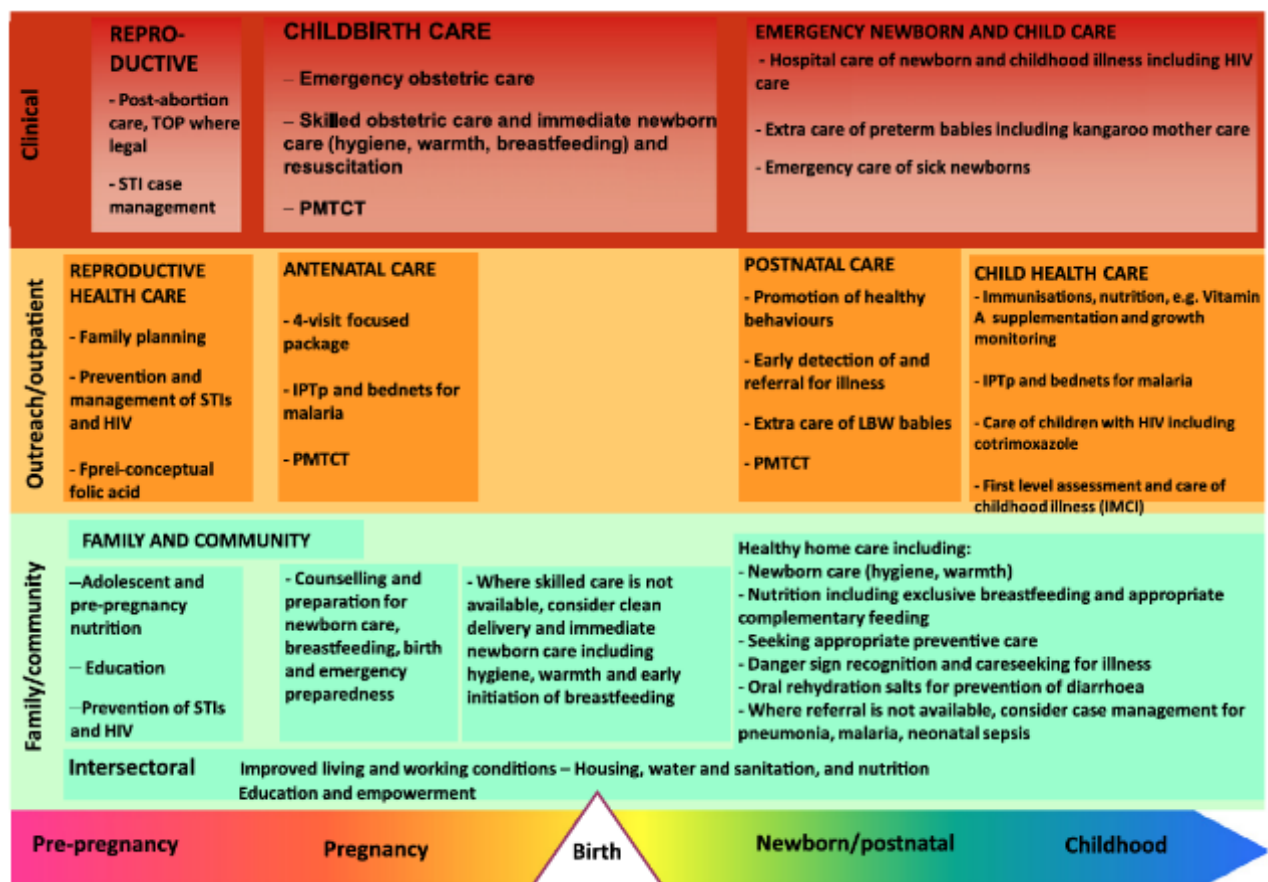 Clinical
REPRO-
DUCTIVE
- Post-abortion
care, TOP where
legal
- STI case
management
CHILDBIRTH CARE
– Emergency obstetric care
– Skilled obstetric care and immediate newborn
care (hygiene, warmth, breastfeeding) and
resuscitation
– PMTCT
EMERGENCY NEWBORN AND CHILD CARE
- Hospital care of newborn and childhood illness including HIV
care
- Extra care of preterm babies including kangaroo mother care
- Emergency care of sick newborns
Outreach/outpatient
REPRODUCTIVE
HEALTH CARE
- Family planning
- Prevention and
management of STIs
and HIV
- Fprei-conceptual
folic acid
ANTENATAL CARE
- 4-visit focused
package
- IPTp and bednets for
malaria
- PMTCT
POSTNATAL CARE
- Promotion of healthy
behaviours
- Early detection of and
referral for illness
- Extra care of LBW babies
- PMTCT
CHILD HEALTH CARE
- Immunisations, nutrition, e.g. Vitamin
A supplementation and growth
monitoring
- IPTp and bednets for malaria
- Care of children with HIV including
cotrimoxazole
- First level assessment and care of
childhood illness (IMCI)
Family/community
FAMILY AND COMMUNITY
–Adolescent and
pre-pregnancy
nutrition
– Education
–Prevention of STIs
and HIV
- Counselling and
preparation for
newborn care,
breastfeeding, birth
and emergency
preparedness
- Where skilled care is not
available, consider clean
delivery and immediate
newborn care including
hygiene, warmth and early
initiation of breastfeeding
Healthy home care including:
- Newborn care (hygiene, warmth)
- Nutrition including exclusive breastfeeding and appropriate
complementary feeding
- Seeking appropriate preventive care
- Danger sign recognition and careseeking for illness
- Oral rehydration salts for prevention of diarrhoea
- Where referral is not available, consider case management for
pneumonia, malaria, neonatal sepsis
Intersectoral
Improved living and working conditions – Housing, water and sanitation, and nutrition
Education and empowerment
Pre-pregnancy
Pregnancy
Birth
Newborn/postnatal
Childhood